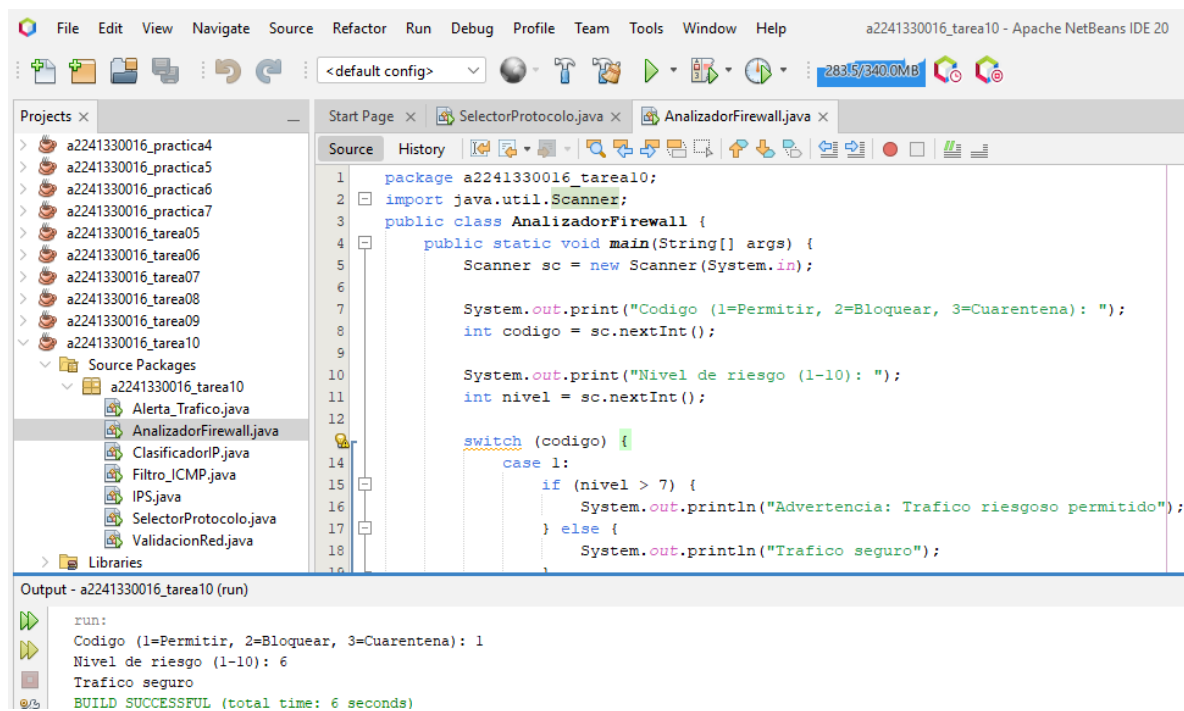 File Edit View Navigate Source Refactor Run Debug Profile Team Tools Window Help a2241330016_tarea10 - Apache NetBeans IDE 20
<default config> 283.5/340.0MB
Projects
a2241330016_practica4
a2241330016_practica5
a2241330016_practica6
a2241330016_practica7
a2241330016_tarea05
a2241330016_tarea06
a2241330016_tarea07
a2241330016_tarea08
a2241330016_tarea09
a2241330016_tarea10
Source Packages
a2241330016_tarea10
Alerta_Trafico.java
AnalizadorFirewall.java
ClasificadorIP.java
Filtro_ICMP.java
IPS.java
SelectorProtocolo.java
ValidacionRed.java
Libraries
Start Page SelectorProtocolo.java AnalizadorFirewall.java
Source History
1 package a2241330016_tarea10;
2 import java.util.Scanner;
3 public class AnalizadorFirewall {
4 public static void main(String[] args) {
5 Scanner sc = new Scanner(System.in);
6
7 System.out.print("Codigo (1=Permitir, 2=Bloquear, 3=Cuarentena): ");
8 int codigo = sc.nextInt();
9
10 System.out.print("Nivel de riesgo (1-10): ");
11 int nivel = sc.nextInt();
12
switch (codigo) {
14 case 1:
15 if (nivel > 7) {
16 System.out.println("Advertencia: Trafico riesgoso permitido");
17 } else {
18 System.out.println("Trafico seguro");
19 }
Output - a2241330016_tarea10 (run)
run:
Codigo (1=Permitir, 2=Bloquear, 3=Cuarentena): 1
Nivel de riesgo (1-10): 6
Trafico seguro
BUILD SUCCESSFUL (total time: 6 seconds)